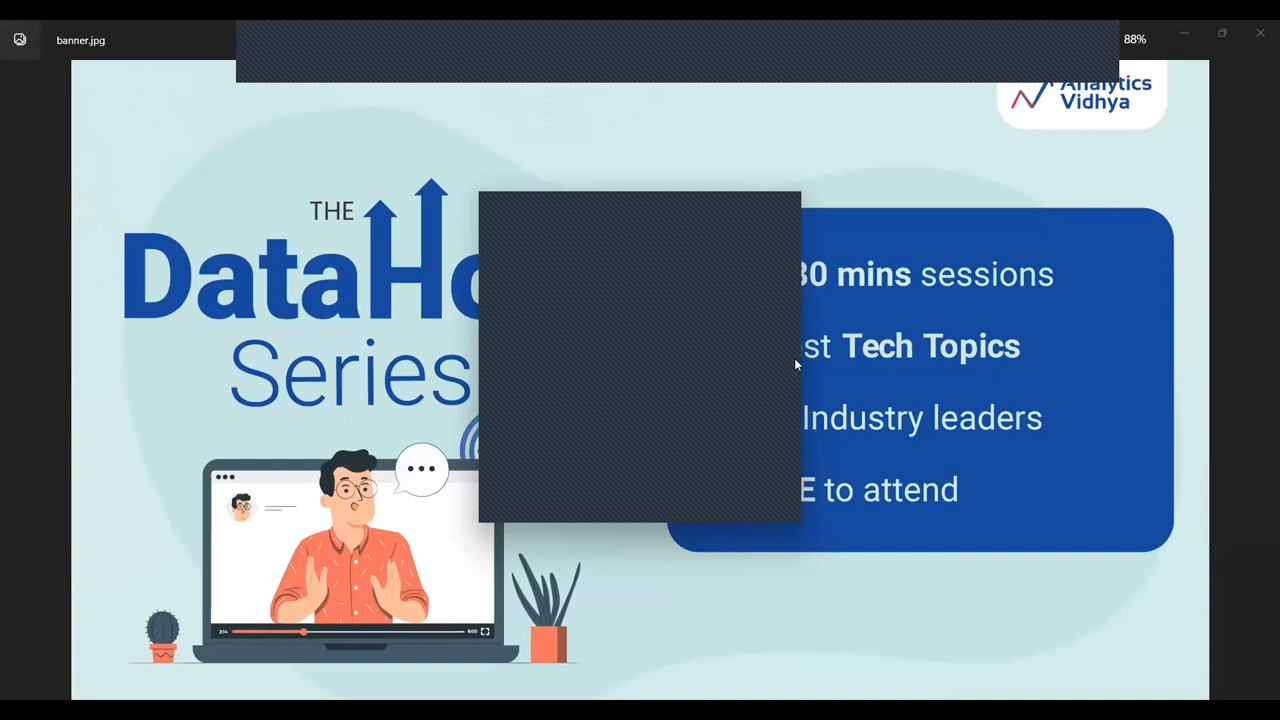 banner.jpg
88%
Analytics
Vidhya
THE
DataHo
Series
30 mins sessions
st Tech Topics
Industry leaders
E to attend